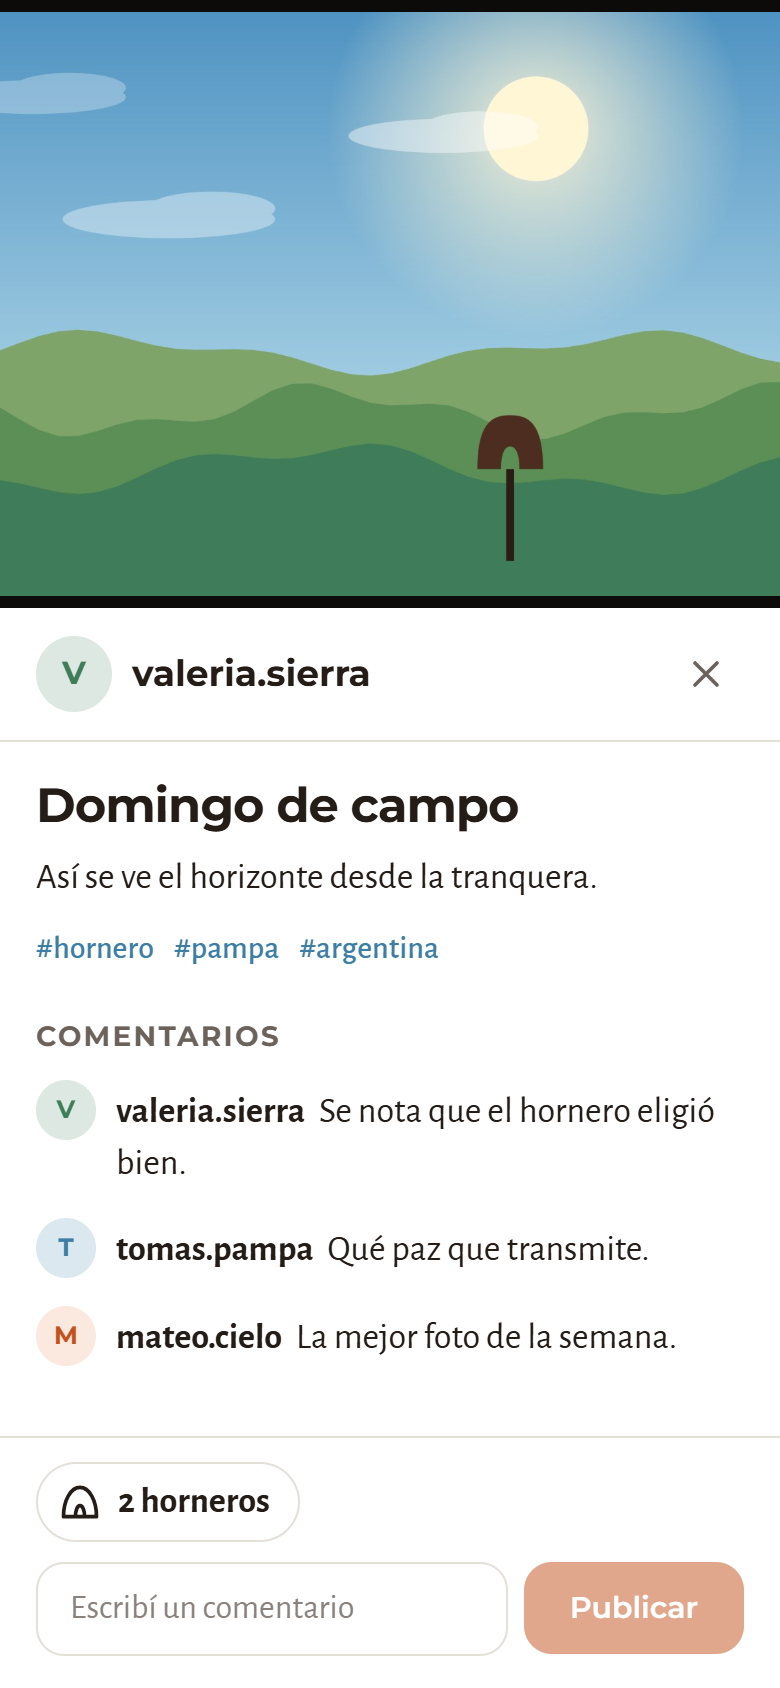 V valeria.sierra
Domingo de campo
Así se ve el horizonte desde la tranquera.
#hornero #pampa #argentina
COMENTARIOS
V valeria.sierra Se nota que el hornero eligió
bien.
T tomas.pampa Qué paz que transmite.
M mateo.cielo La mejor foto de la semana.
2 horneros
Escribí un comentario Publicar